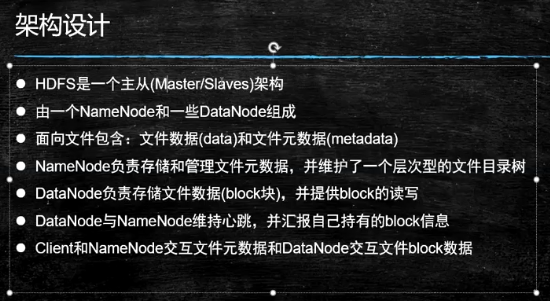 架构设计
HDFS是一个主从(Master/Slaves)架构
由一个NameNode和一些DataNode组成
面向文件包含：文件数据(data)和文件元数据(metadata)
NameNode负责存储和管理文件元数据，并维护了一个层次型的文件目录树
DataNode负责存储文件数据(block块)，并提供block的读写
DataNode与NameNode维持心跳，并汇报自己持有的block信息
Client和NameNode交互文件元数据和DataNode交互文件block数据